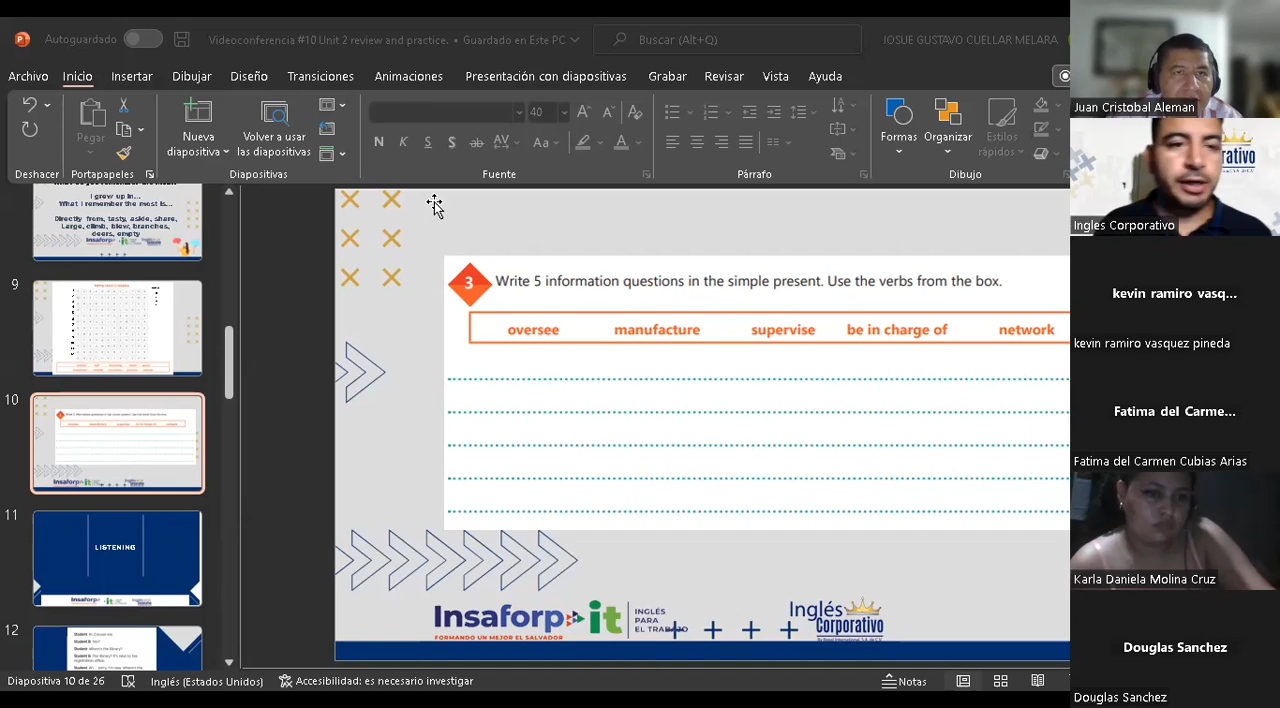 Autoguardado
Videoconferencia #10 Unit 2 review and practice. • Guardado en Este PC
Buscar (Alt+Q)
IOSUE GUSTAVO CUELLAR MELARA
Archivo Inicio Insertar Dibujar Diseño Transiciones Animaciones Presentación con diapositivas Grabar Revisar Vista Ayuda
Pegar
Nueva diapositiva
Volver a usar las diapositivas
40
N K S S ab AV Aa A
Formas
Organizar
Estilos rápidos
Deshacer Portapapeles Diapositivas Fuente Párrafo Dibujo
I grew up in...
What I remember the most is...
Directly from, tasty, aside, share,
Large, climb, blew, branches,
deers, empty
9
10
11
LISTENING
12
3 Write 5 information questions in the simple present. Use the verbs from the box.
oversee manufacture supervise be in charge of network
Insaforp it
FORMANDO UN MEJOR EL SALVADOR
INGLÉS
PARA
EL TRABAJO
Inglés
Corporativo
Diapositiva 10 de 26
Inglés (Estados Unidos)
Accesibilidad: es necesario investigar
Notas
Juan Cristobal Aleman
Ingles Corporativo
kevin ramiro vasq...
kevin ramiro vasquez pineda
Fatima del Carme...
Fatima del Carmen Cubias Arias
Karla Daniela Molina Cruz
Douglas Sanchez
Douglas Sanchez